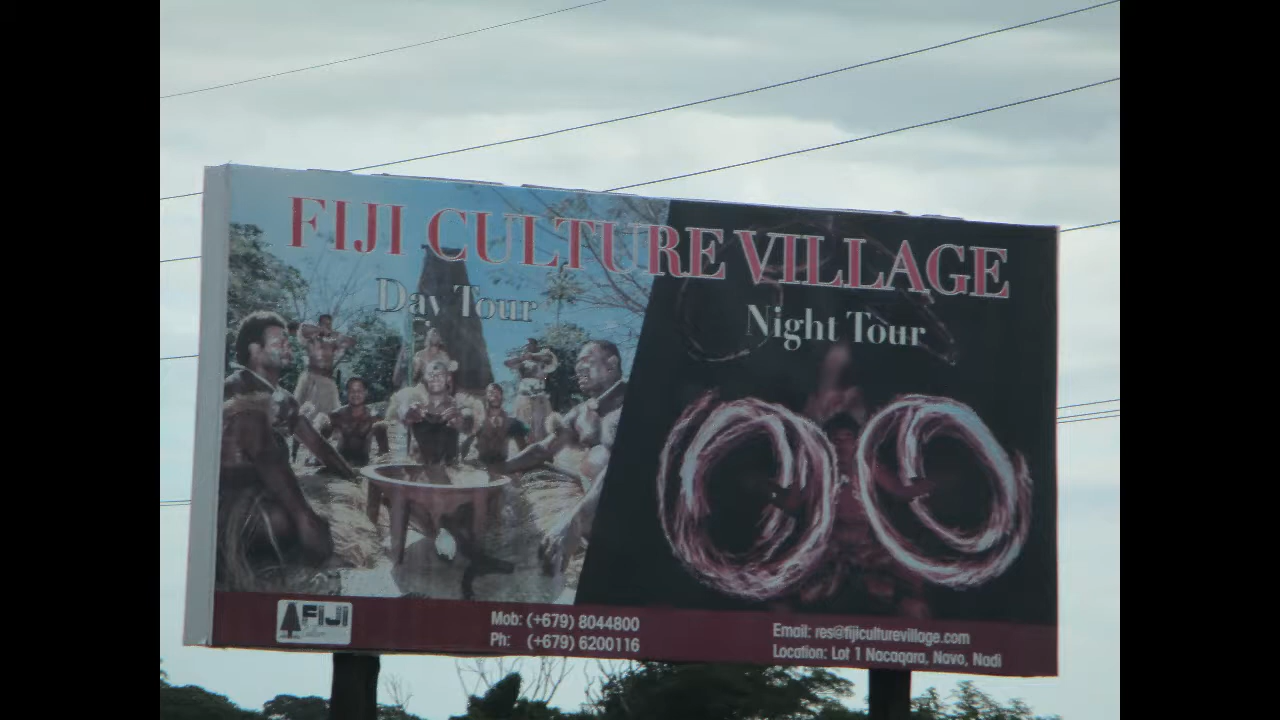 FIJI CULTURE VILLAGE
Day Tour
Night Tour
FIJI
Mob: (+679) 8044800
Ph: (+679) 6200116
Email: res@fijiculturevillage.com
Location: Lot 1 Nacaqara, Navo, Nadi